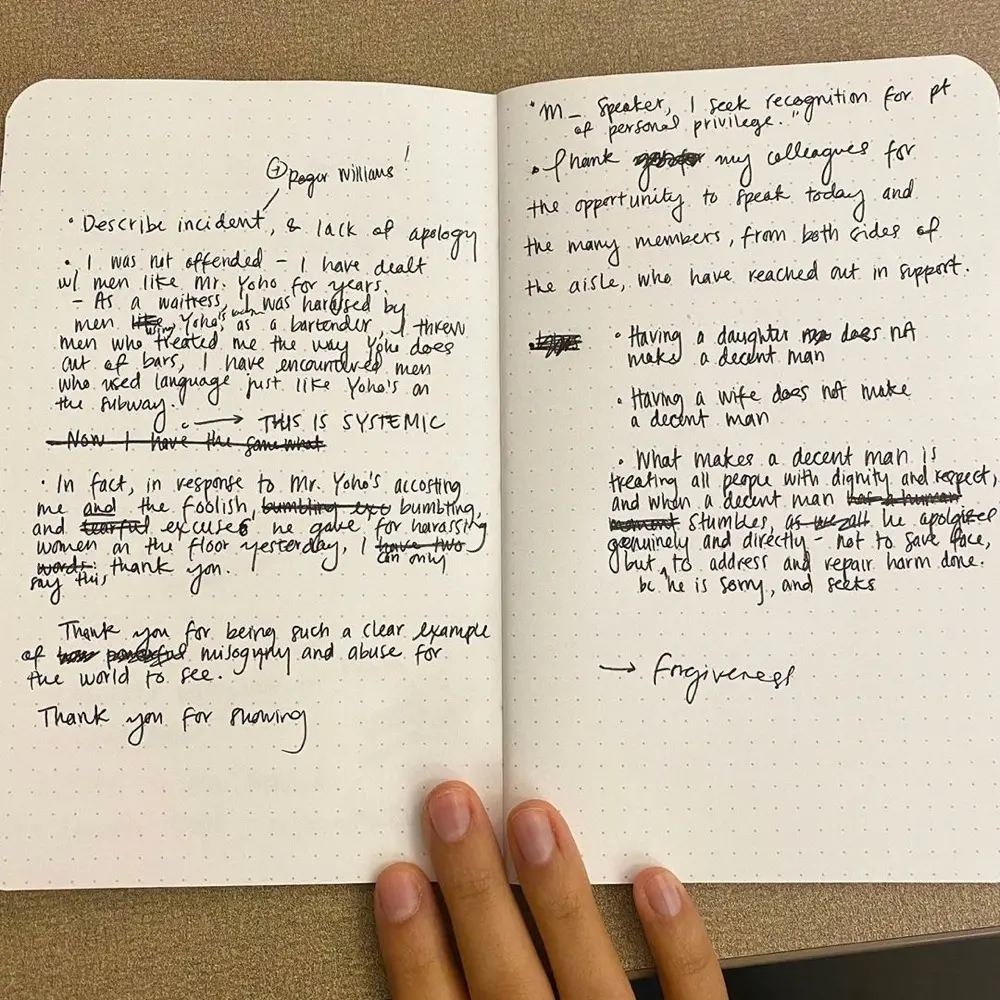 + Roger Williams !
• Describe incident, & lack of apology
• I was not offended - I have dealt
w/ men like Mr. Yoho for years.
- As a waitress, I was harassed by
men like Yoho's
using
women
as a bartender, I threw
men who treated me the way Yoho does
out of bars, I have encountered men
who used language just like Yoho's on
the subway.
→ THIS IS SYSTEMIC
Now I have the somewhat
• In fact, in response to Mr. Yoho's accosting
me and the foolish, bumbling exc bumbling,
and tearful excuses he gave for harassing
women on the floor yesterday, I have two
can only
words:
say this, thank you.
Thank you for being such a clear example
of how powerful misogyny and abuse for
the world to see.
Thank you for showing
"M_ Speaker, I seek recognition for pt
of personal privilege."
• Thank my colleagues for
the opportunity to speak today and
the many members, from both sides of
the aisle, who have reached out in support.
• Having a daughter does not
make a decent man
• Having a wife does not make
a decent man
• What makes a decent man is
treating all people with dignity and respect,
and when a decent man has a human
moment stumbles, as we all he apologizes
genuinely and directly - not to save face,
but ^ to address and repair harm done.
bc he is sorry, and seeks
→ forgiveness